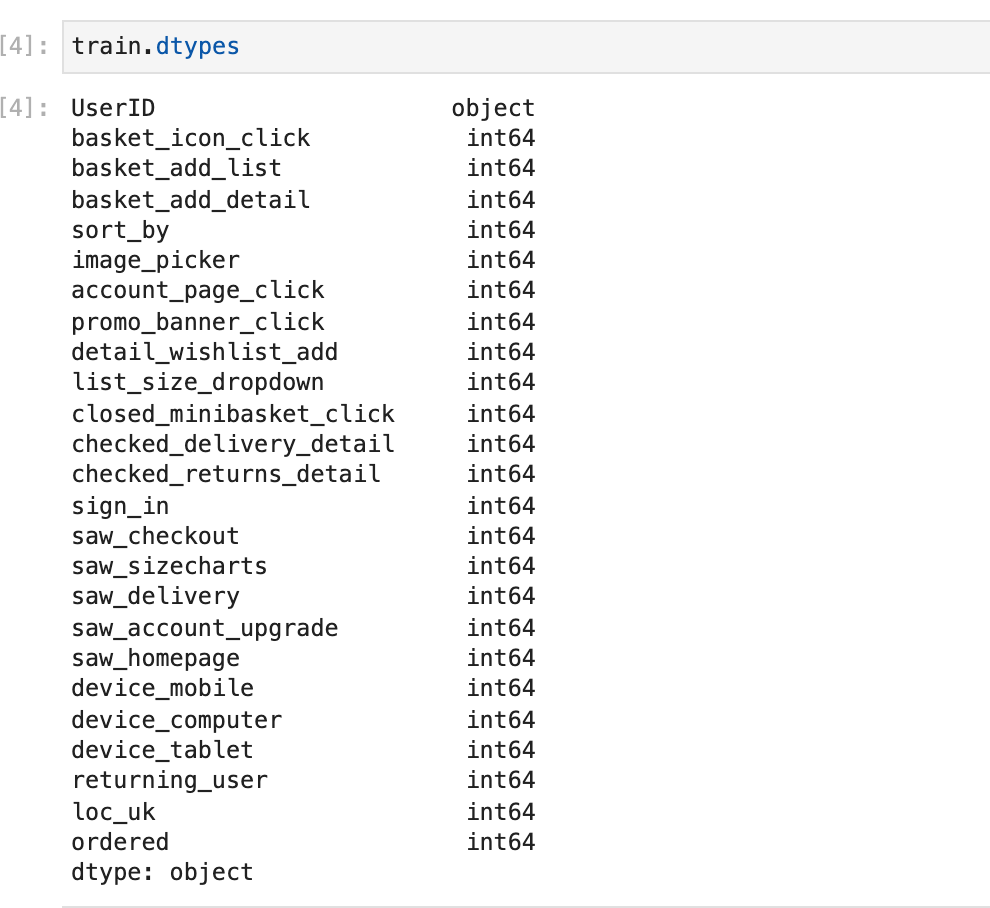 [4]: train.dtypes
[4]: UserID object
basket_icon_click int64
basket_add_list int64
basket_add_detail int64
sort_by int64
image_picker int64
account_page_click int64
promo_banner_click int64
detail_wishlist_add int64
list_size_dropdown int64
closed_minibasket_click int64
checked_delivery_detail int64
checked_returns_detail int64
sign_in int64
saw_checkout int64
saw_sizecharts int64
saw_delivery int64
saw_account_upgrade int64
saw_homepage int64
device_mobile int64
device_computer int64
device_tablet int64
returning_user int64
loc_uk int64
ordered int64
dtype: object